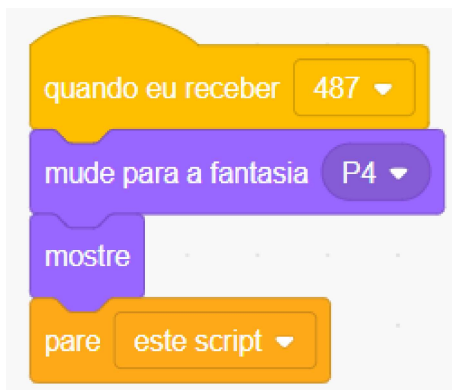 quando eu receber 487
mude para a fantasia P4
mostre
pare este script